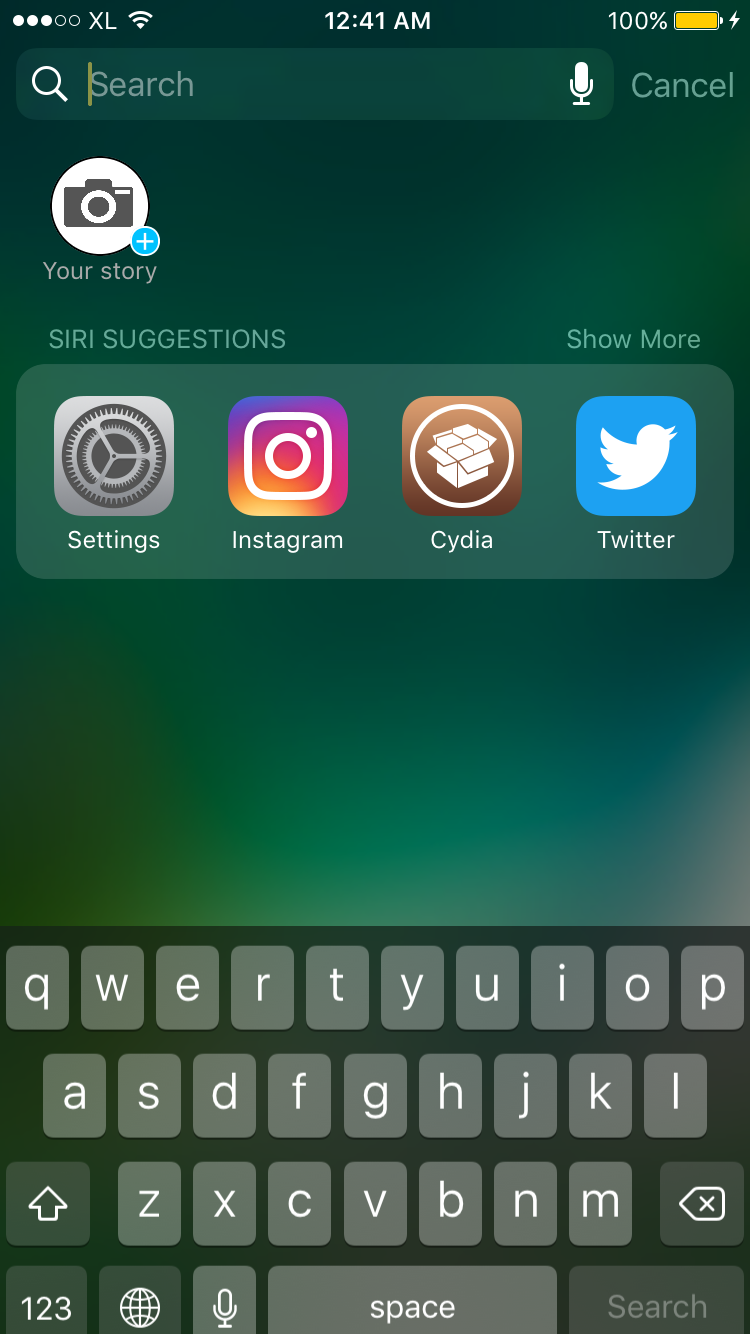 XL 12:41 AM 100%
Search Cancel
Your story
SIRI SUGGESTIONS Show More
Settings Instagram Cydia Twitter
q w e r t y u i o p
a s d f g h j k l
z x c v b n m
123 space Search